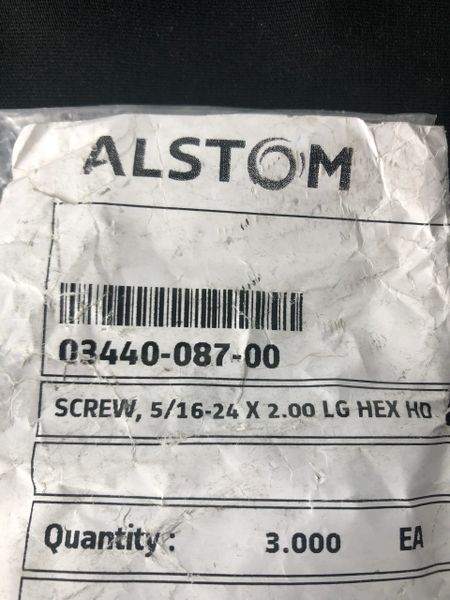 ALSTOM
03440-087-00
SCREW, 5/16-24 X 2.00 LG HEX HD
Quantity : 3.000 EA